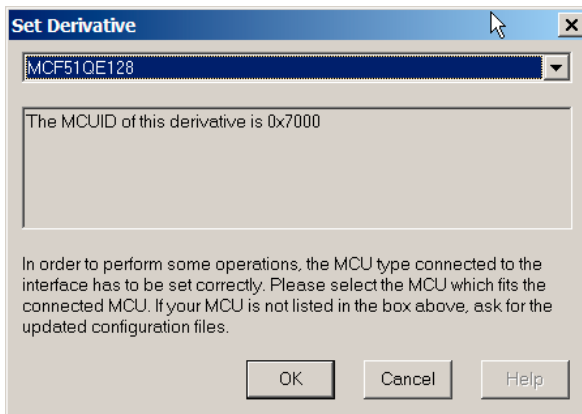 Set Derivative
MCF51QE128
The MCUID of this derivative is 0x7000
In order to perform some operations, the MCU type connected to the
interface has to be set correctly. Please select the MCU which fits the
connected MCU. If your MCU is not listed in the box above, ask for the
updated configuration files.
OK Cancel Help